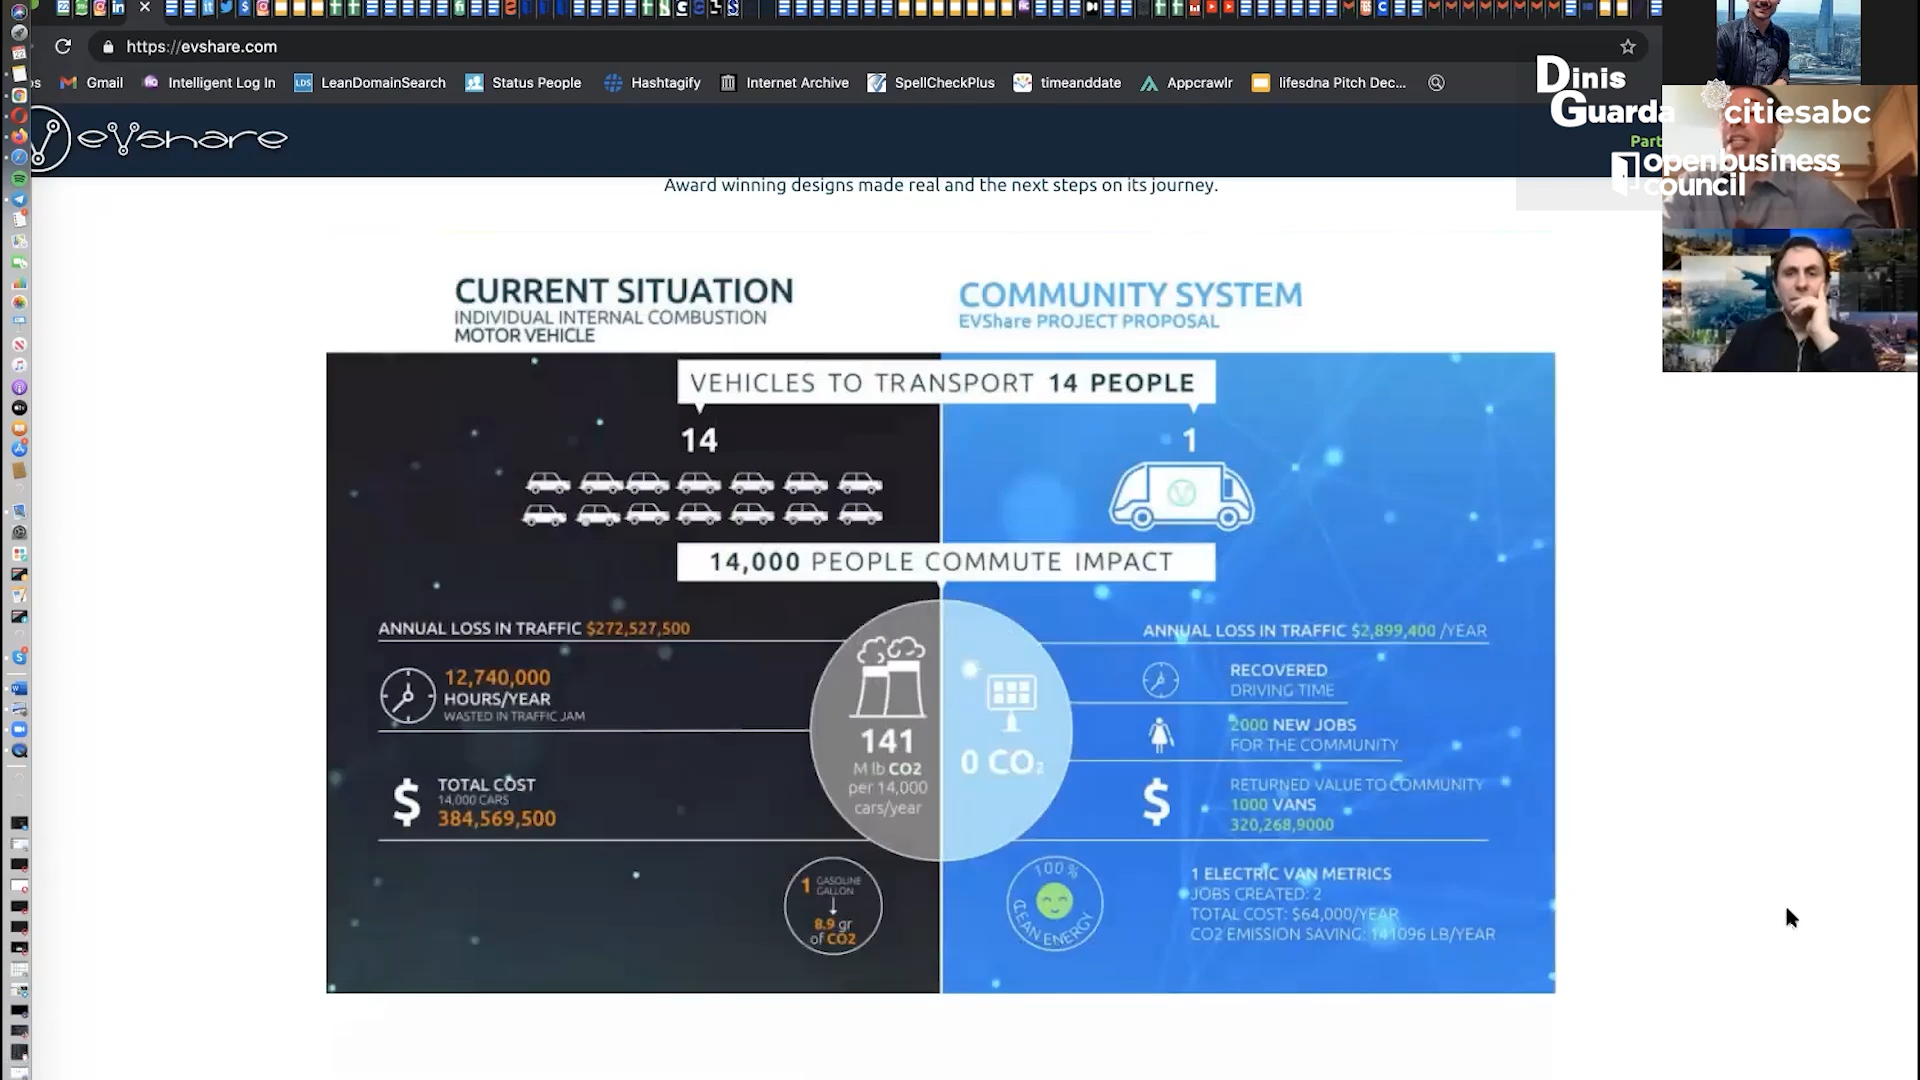 https://evshare.com
Gmail
Intelligent Log In
LDS
LeanDomainSearch
Status People
Hashtagify
Internet Archive
SpellCheckPlus
timeanddate
Appcrawlr
lifesdna Pitch Dec...
Dinis
Guarda
citiesabc
openbusiness
council
evshare
Award winning designs made real and the next steps on its journey.
CURRENT SITUATION
INDIVIDUAL INTERNAL COMBUSTION
MOTOR VEHICLE
COMMUNITY SYSTEM
EVShare PROJECT PROPOSAL
VEHICLES TO TRANSPORT 14 PEOPLE
14
1
14,000 PEOPLE COMMUTE IMPACT
ANNUAL LOSS IN TRAFFIC $272,527,500
12,740,000
HOURS/YEAR
WASTED IN TRAFFIC JAM
$
TOTAL COST
14,000 CARS
384,569,500
141
M lb CO2
per 14,000
cars/year
0 CO2
1 GASOLINE
GALLON
8.9 gr
of CO2
ANNUAL LOSS IN TRAFFIC $2,899,400 /YEAR
RECOVERED
DRIVING TIME
2000 NEW JOBS
FOR THE COMMUNITY
$
RETURNED VALUE TO COMMUNITY
1000 VANS
320,268,9000
100%
CLEAN ENERGY
1 ELECTRIC VAN METRICS
JOBS CREATED: 2
TOTAL COST: $64,000/YEAR
CO2 EMISSION SAVING: 141096 LB/YEAR